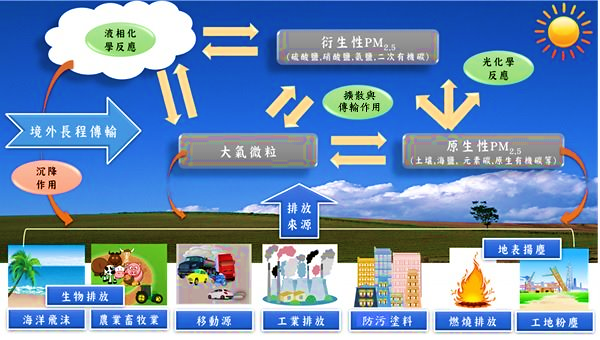 液相化
學反應
衍生性PM2.5
(硫酸鹽,硝酸鹽,氨鹽,二次有機碳)
光化學
反應
擴散與
傳輸作用
境外長程傳輸
大氣微粒
原生性PM2.5
(土壤,海鹽、元素碳,原生有機碳等)
沉降
作用
排放
來源
地表揚塵
生物排放
海洋飛沫
農業畜牧業
移動源
工業排放
防污塗料
燃燒排放
工地粉塵